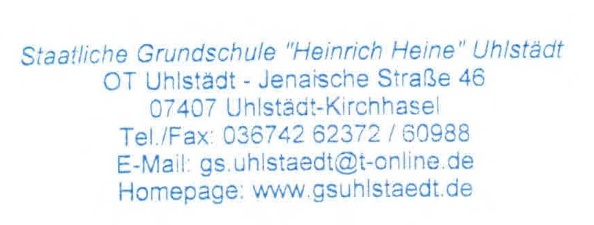 Staatliche Grundschule "Heinrich Heine" Uhlstädt
OT Uhlstädt - Jenaische Straße 46
07407 Uhlstädt-Kirchhasel
Tel./Fax: 036742 62372 / 60988
E-Mail: gs.uhlstaedt@t-online.de
Homepage: www.gsuhlstaedt.de